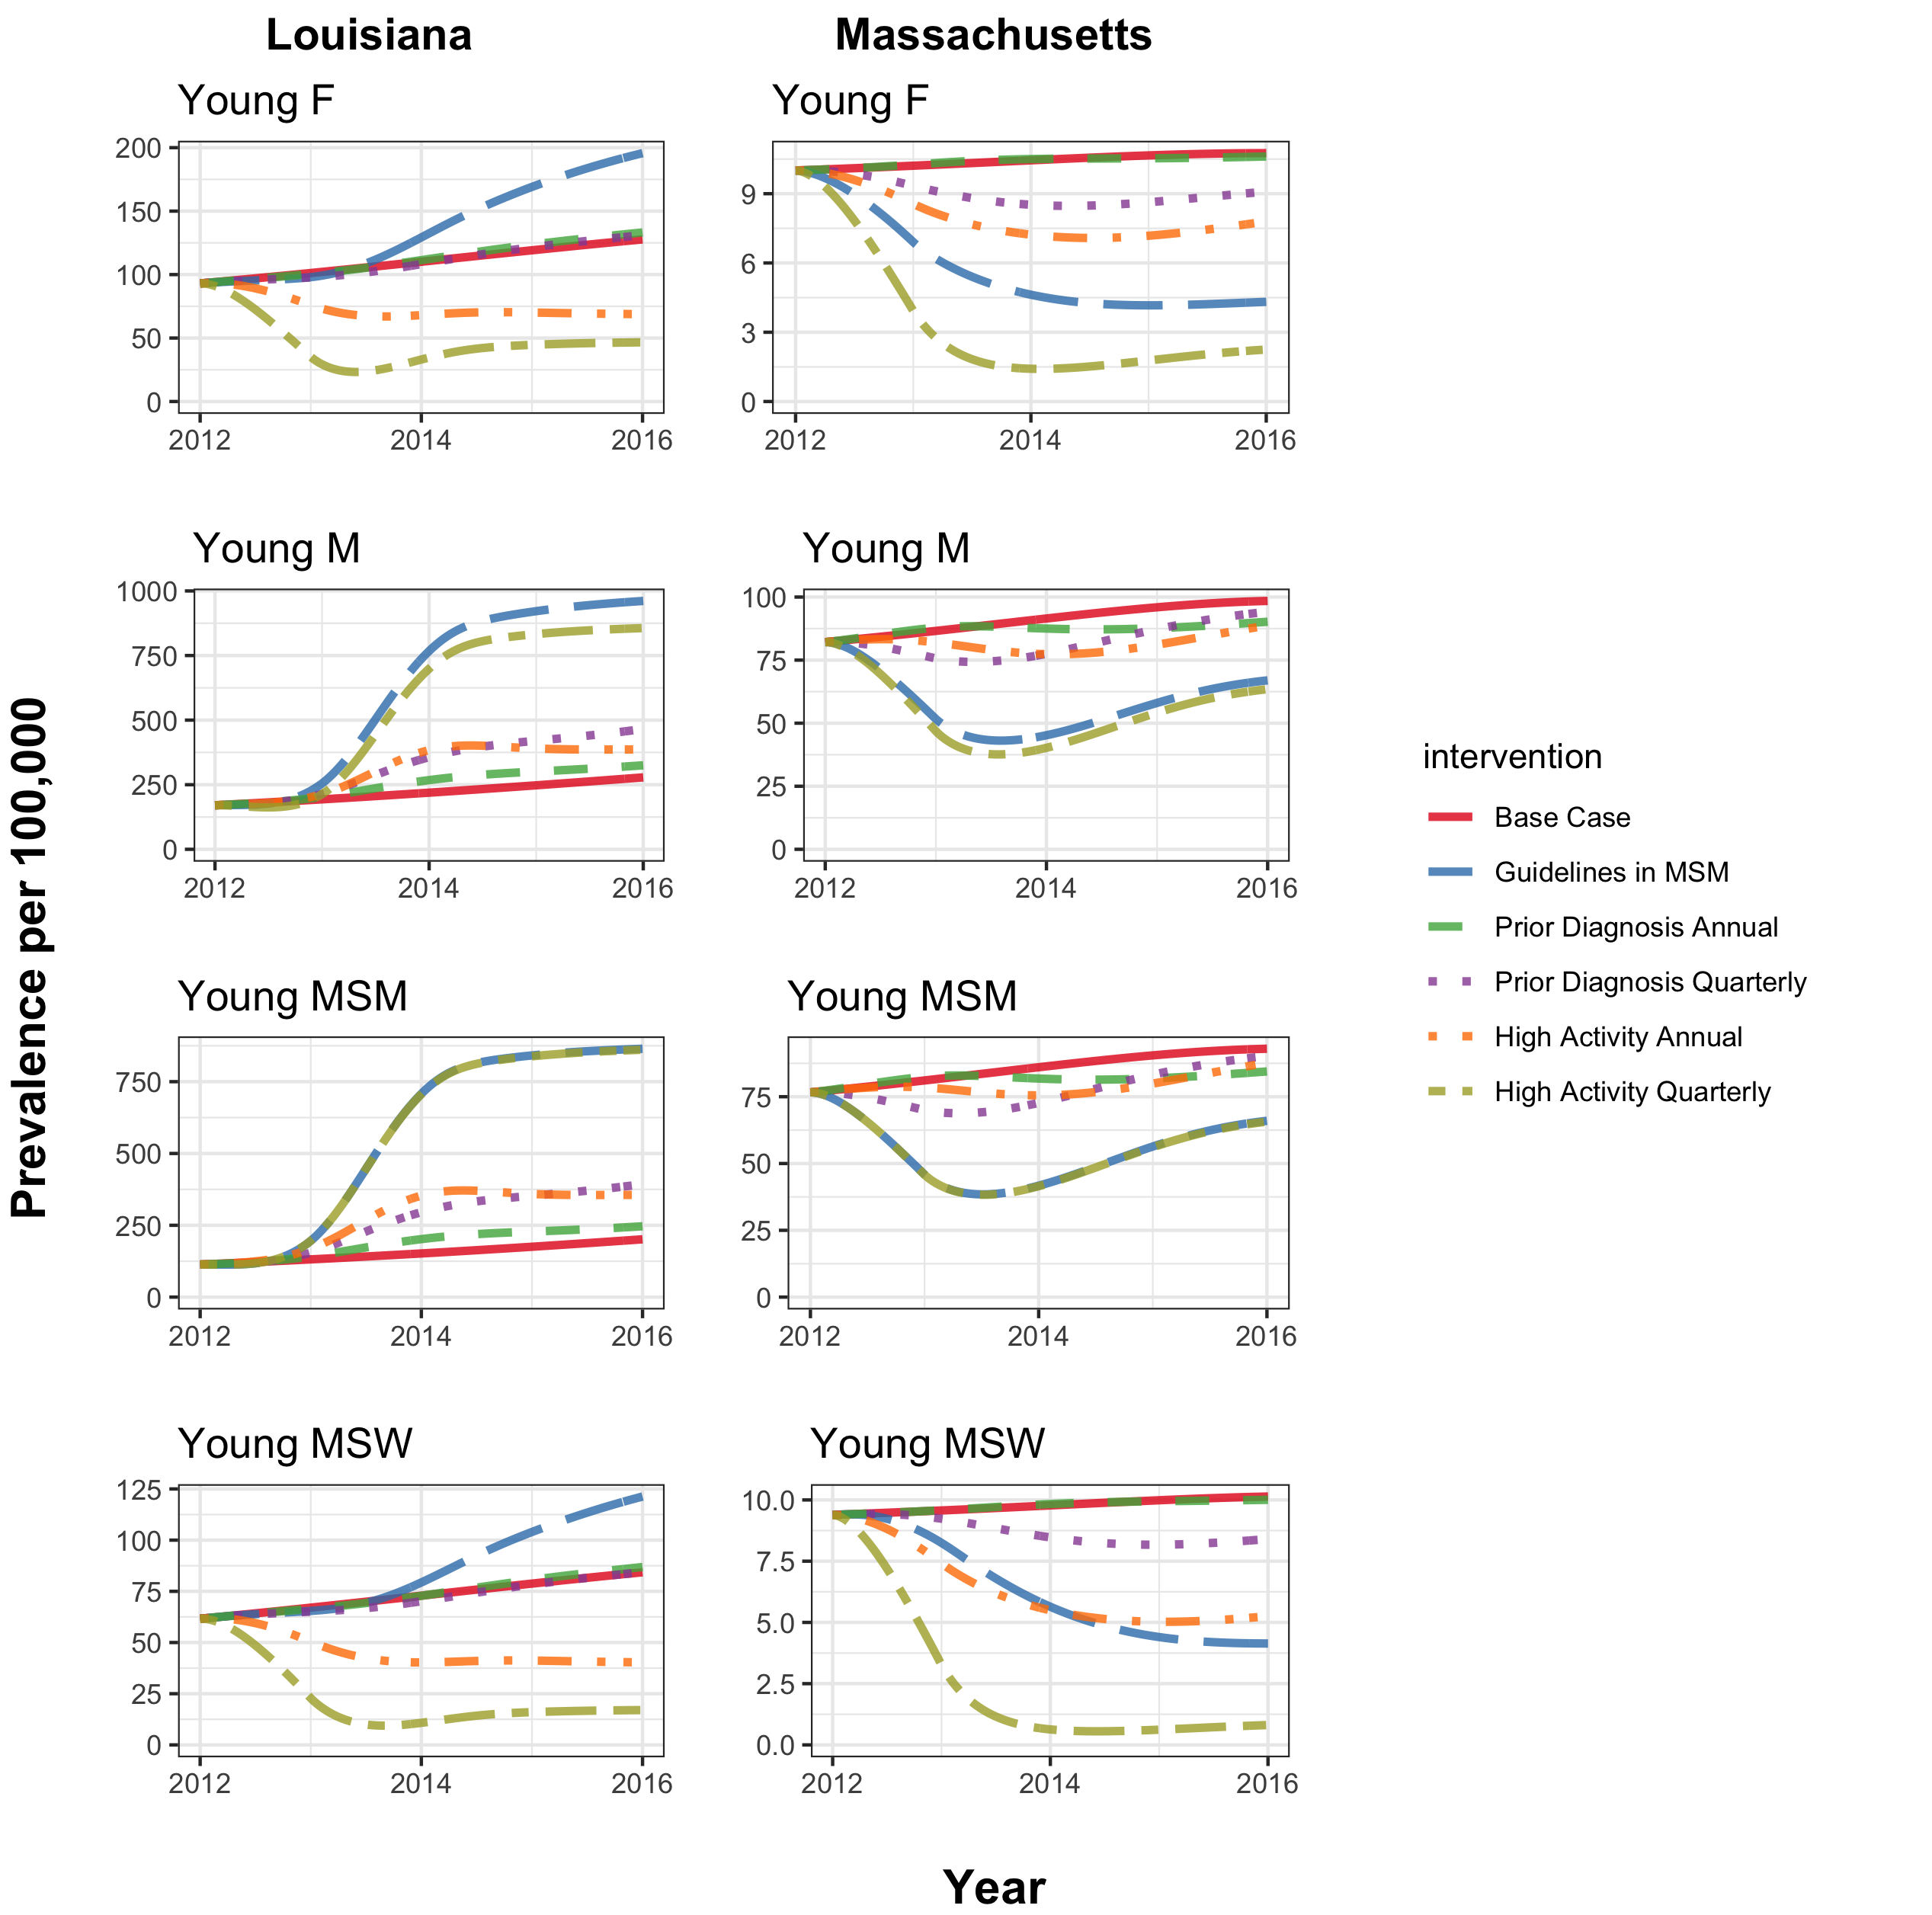 Louisiana
Massachusetts
Young F
200
150
100
50
0
2012 2014 2016
Young F
9
6
3
0
2012 2014 2016
Young M
1000
750
500
250
0
2012 2014 2016
Young M
100
75
50
25
0
2012 2014 2016
Young MSM
750
500
250
0
2012 2014 2016
Young MSM
75
50
25
0
2012 2014 2016
Young MSW
125
100
75
50
25
0
2012 2014 2016
Young MSW
10.0
7.5
5.0
2.5
0.0
2012 2014 2016
Prevalence per 100,000
Year
intervention
Base Case
Guidelines in MSM
Prior Diagnosis Annual
Prior Diagnosis Quarterly
High Activity Annual
High Activity Quarterly